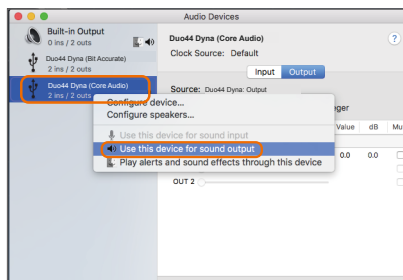 Audio Devices
Built-in Output
0 ins / 2 outs
Duo44 Dyna (Bit Accurate)
2 ins / 2 outs
Duo44 Dyna (Core Audio)
2 ins / 2 outs
Duo44 Dyna (Core Audio)
?
Clock Source: Default
Input Output
Source: Duo44 Dyna: Output
Configure device...
Configure speakers...
Use this device for sound input
Use this device for sound output
Play alerts and sound effects through this device
Value dB
0.0 0.0
OUT 2